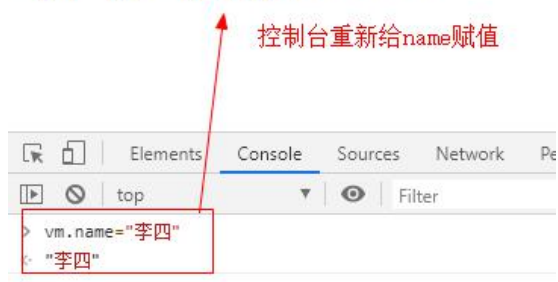 控制台重新给name赋值
Elements Console Sources Network Pe
top Filter
> vm.name="李四"
"李四"